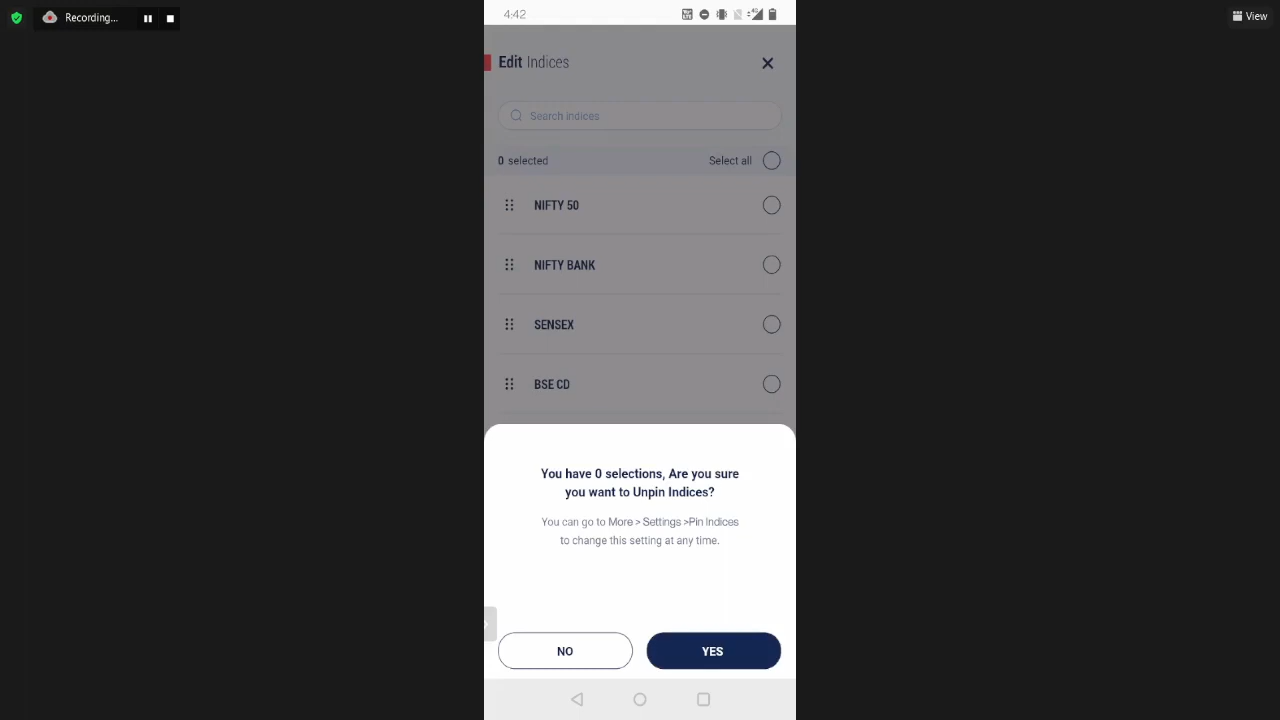 Recording...
View
4:42
Edit Indices
Search indices
0 selected
Select all
NIFTY 50
NIFTY BANK
SENSEX
BSE CD
You have 0 selections, Are you sure
you want to Unpin Indices?
You can go to More > Settings >Pin Indices
to change this setting at any time.
NO
YES